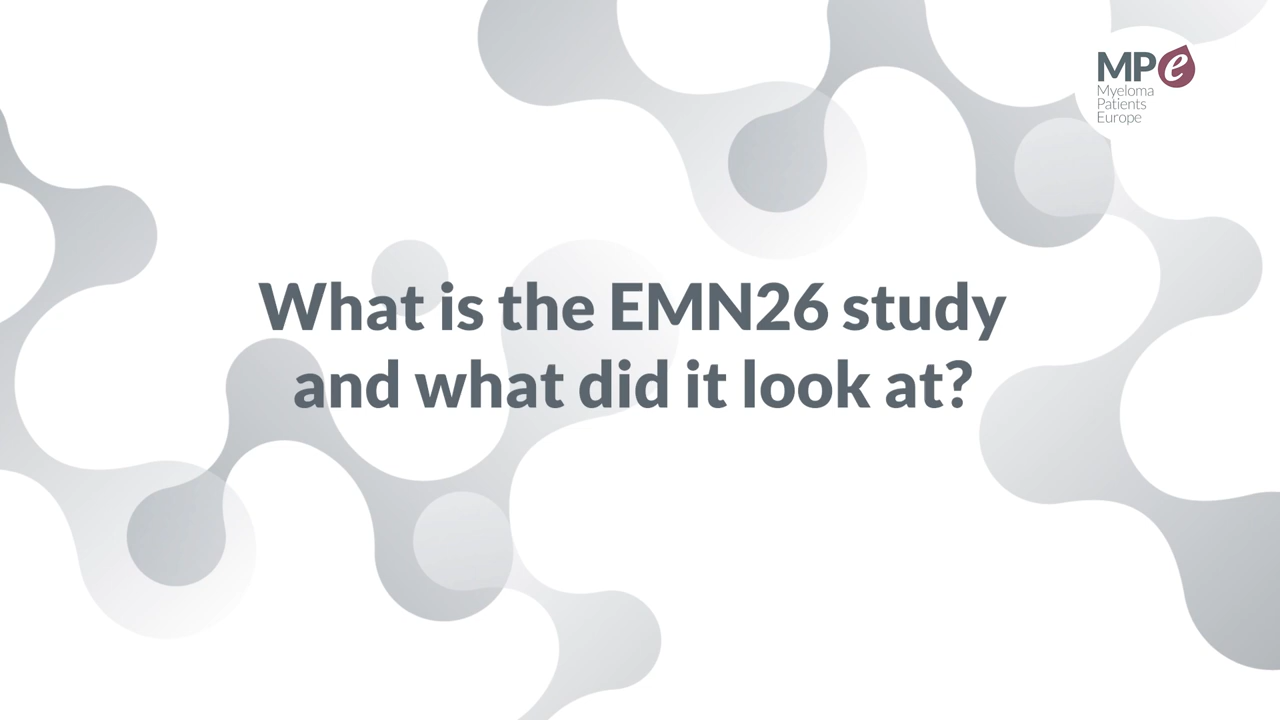 MPe
Myeloma
Patients
Europe
What is the EMN26 study
and what did it look at?